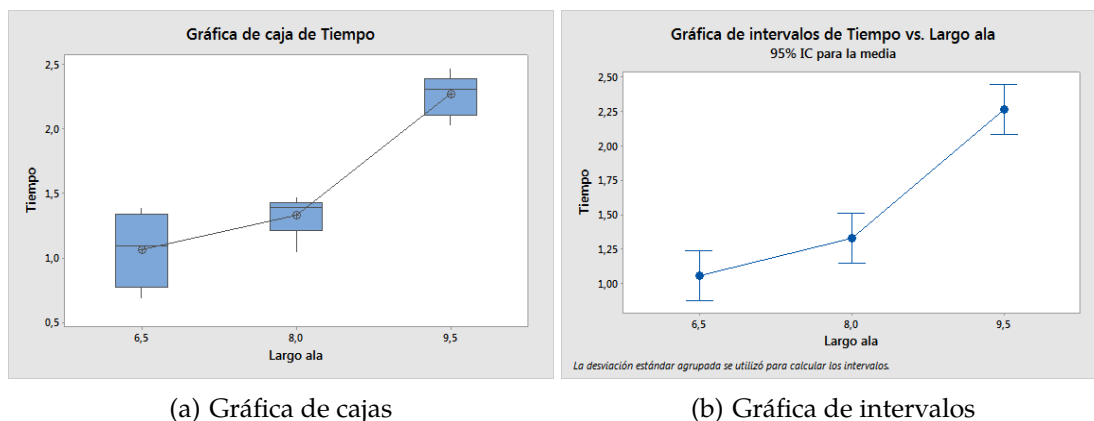 Gráfica de caja de Tiempo
2,5
2,0
1,5
1,0
0,5
Tiempo
6,5
8,0
9,5
Largo ala
(a) Gráfica de cajas
Gráfica de intervalos de Tiempo vs. Largo ala
95% IC para la media
2,50
2,25
2,00
1,75
1,50
1,25
1,00
Tiempo
6,5
8,0
9,5
Largo ala
La desviación estándar agrupada se utilizó para calcular los intervalos.
(b) Gráfica de intervalos